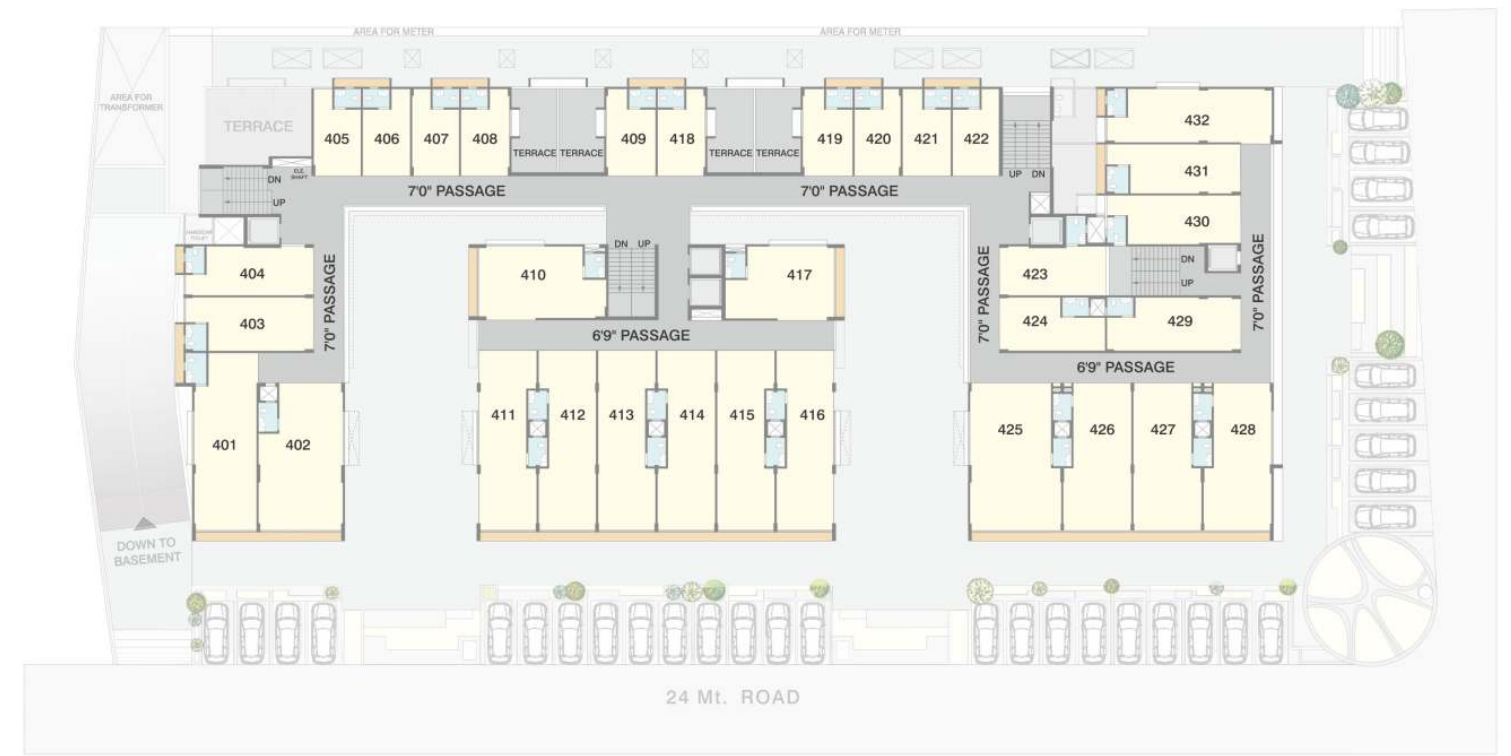 AREA FOR METER
AREA FOR METER
AREA FOR
TRANSFORMER
TERRACE
405
406
407
408
TERRACE
TERRACE
409
418
TERRACE
TERRACE
419
420
421
422
432
431
430
DN
UP
ELE.
SHAFT
7'0" PASSAGE
7'0" PASSAGE
UP
DN
HANDICAP
TOILET
404
403
7'0" PASSAGE
410
DN
UP
417
423
7'0" PASSAGE
DN
UP
7'0" PASSAGE
424
429
6'9" PASSAGE
6'9" PASSAGE
401
402
411
412
413
414
415
416
425
426
427
428
DOWN TO
BASEMENT
24 Mt. ROAD